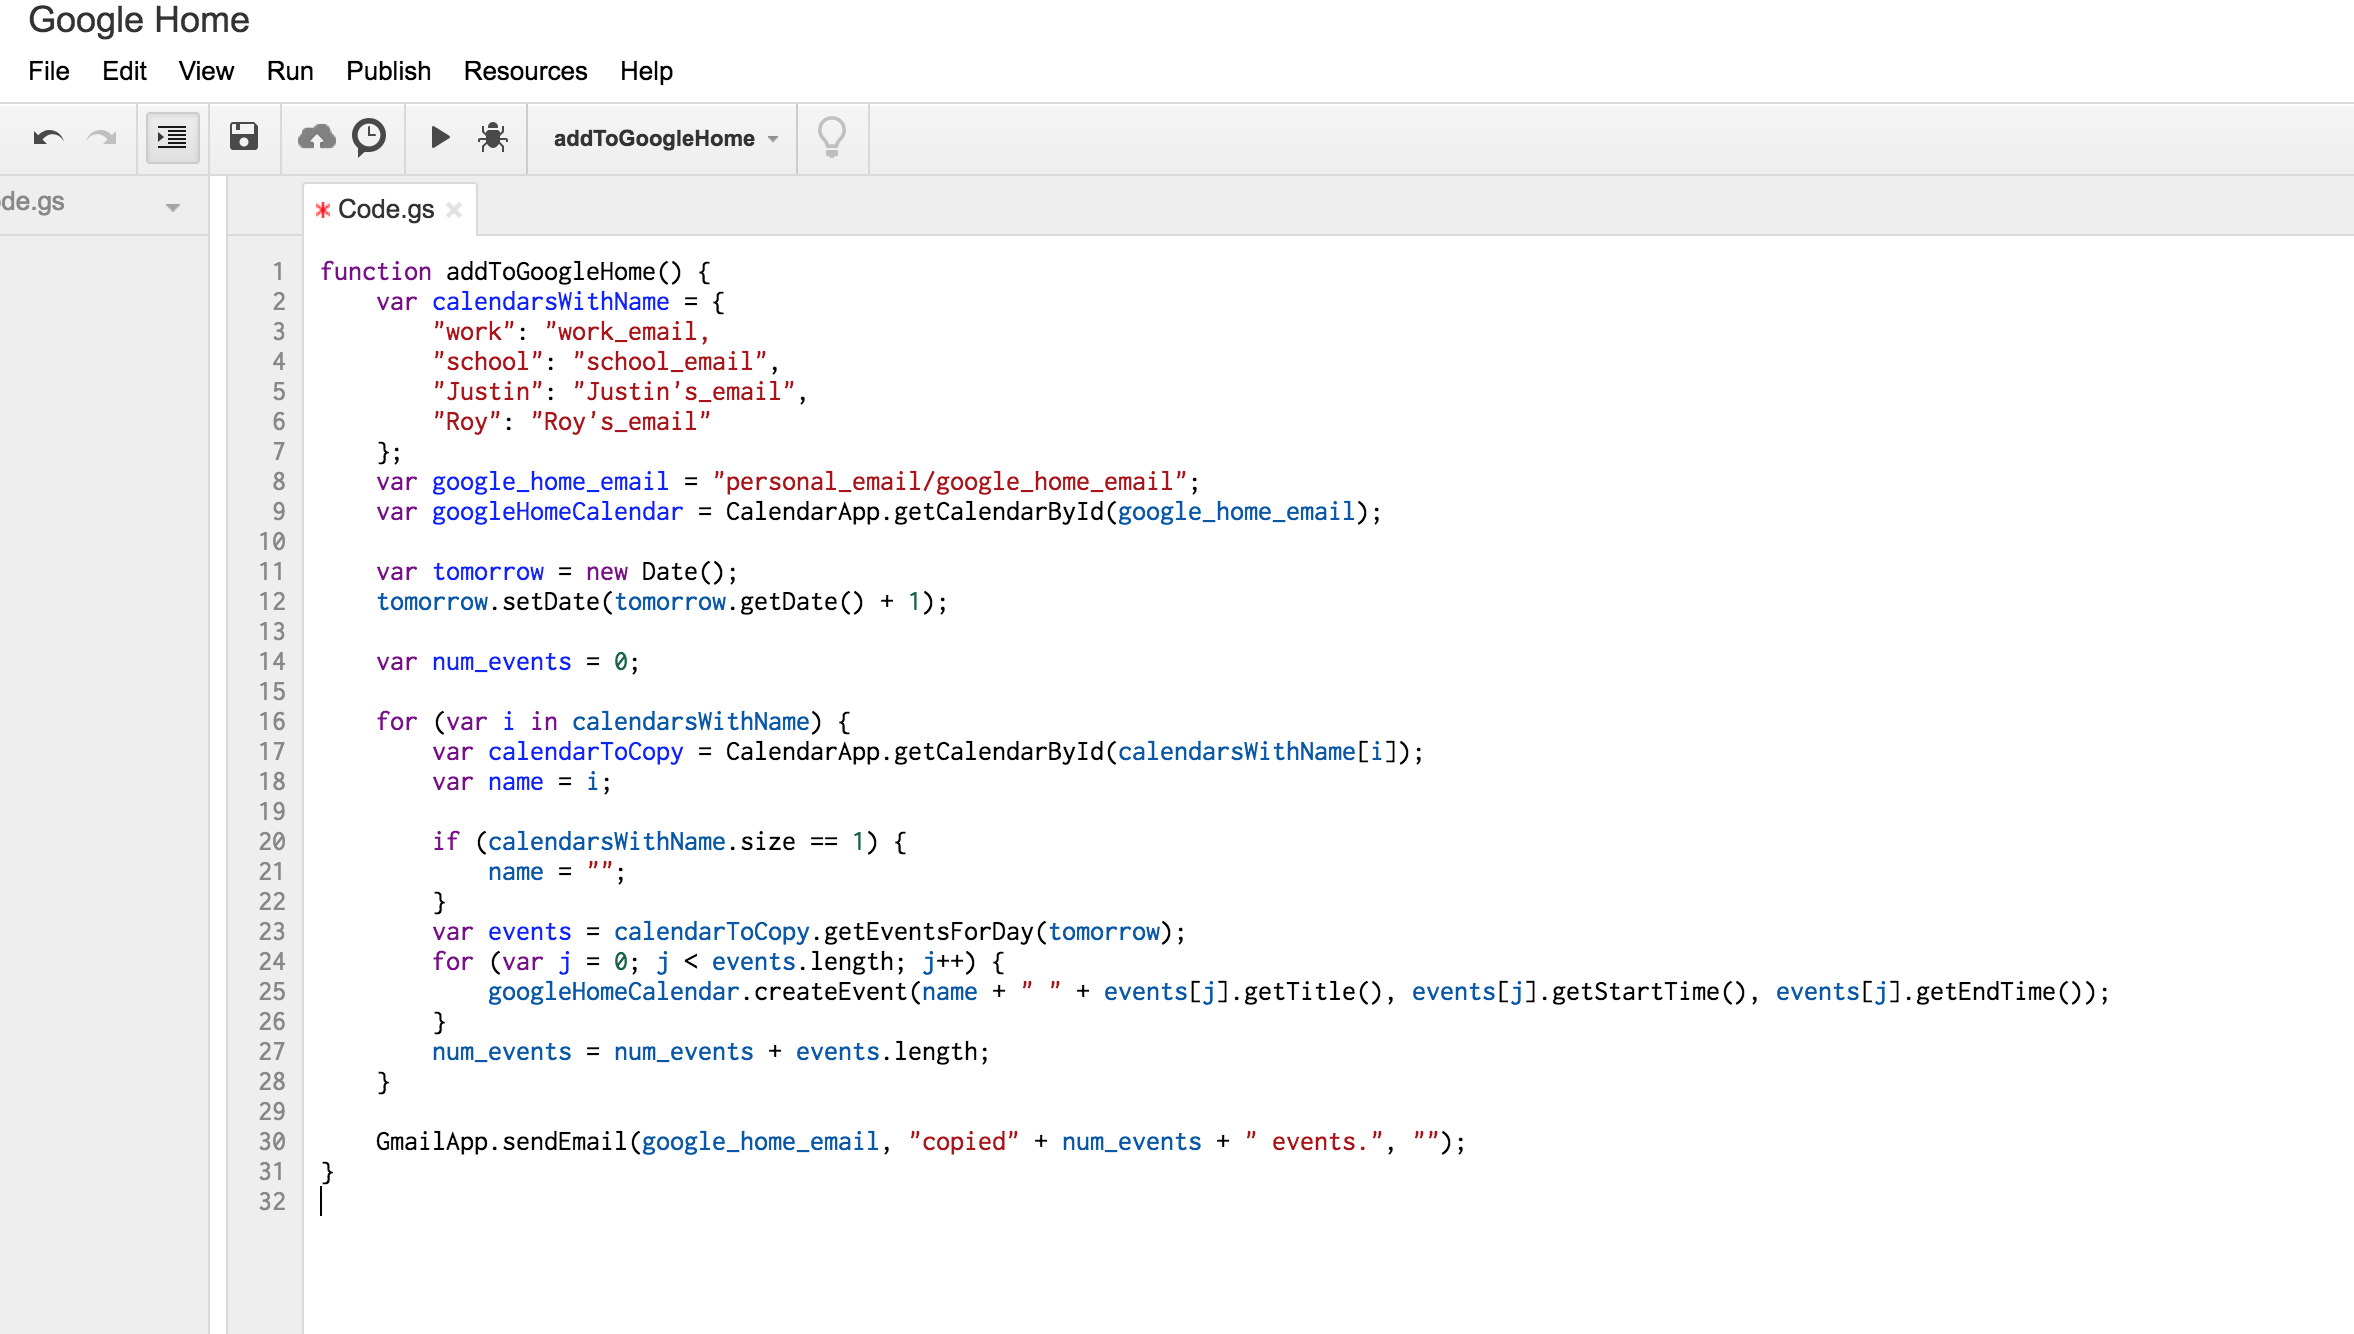 Google Home
File Edit View Run Publish Resources Help
addToGoogleHome
de.gs
* Code.gs ×
1 function addToGoogleHome() {
2     var calendarsWithName = {
3         "work": "work_email,
4         "school": "school_email",
5         "Justin": "Justin's_email",
6         "Roy": "Roy's_email"
7     };
8     var google_home_email = "personal_email/google_home_email";
9     var googleHomeCalendar = CalendarApp.getCalendarById(google_home_email);
10
11     var tomorrow = new Date();
12     tomorrow.setDate(tomorrow.getDate() + 1);
13
14     var num_events = 0;
15
16     for (var i in calendarsWithName) {
17         var calendarToCopy = CalendarApp.getCalendarById(calendarsWithName[i]);
18         var name = i;
19
20         if (calendarsWithName.size == 1) {
21             name = "";
22         }
23         var events = calendarToCopy.getEventsForDay(tomorrow);
24         for (var j = 0; j < events.length; j++) {
25             googleHomeCalendar.createEvent(name + " " + events[j].getTitle(), events[j].getStartTime(), events[j].getEndTime());
26         }
27         num_events = num_events + events.length;
28     }
29
30     GmailApp.sendEmail(google_home_email, "copied" + num_events + " events.", "");
31 }
32